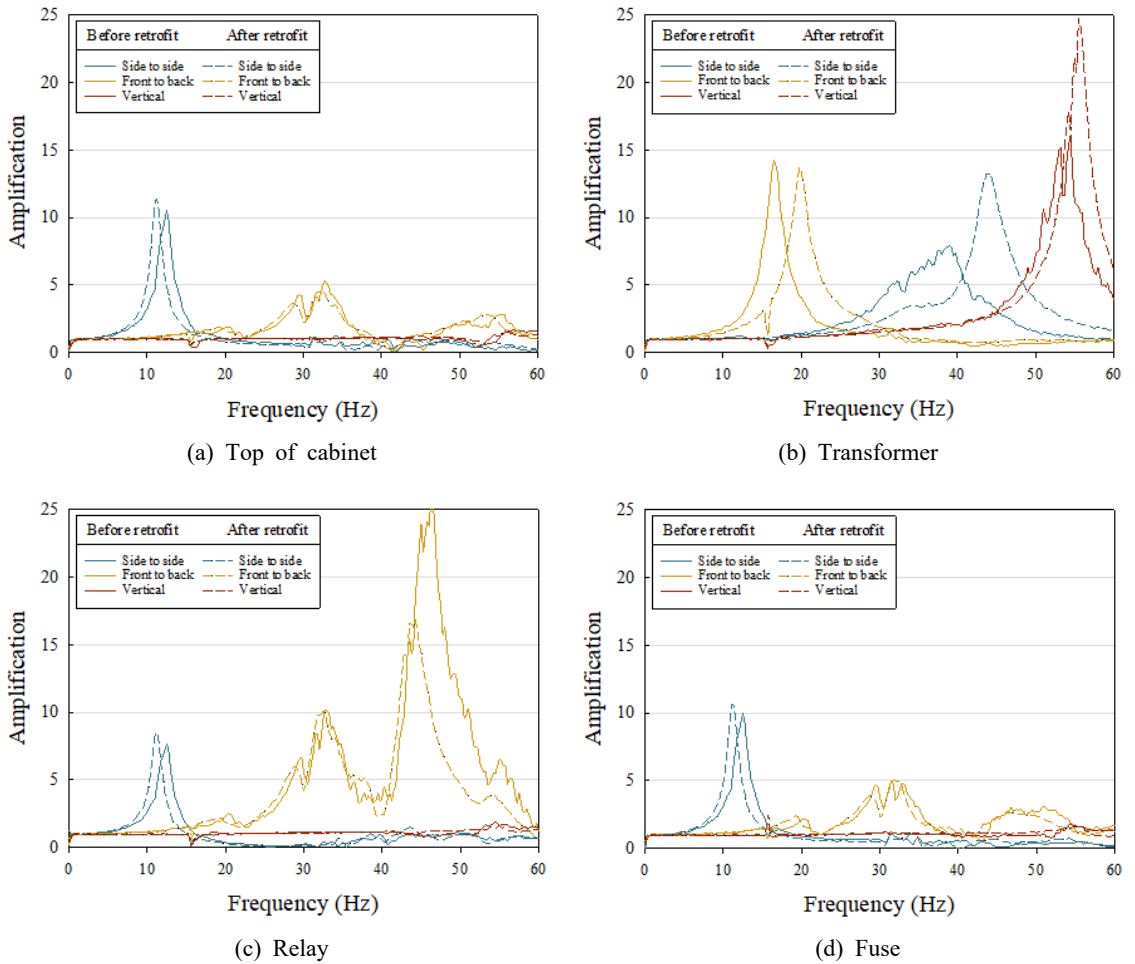 25
20
15
10
5
0
Amplification
Before retrofit After retrofit
Side to side Side to side
Front to back Front to back
Vertical Vertical
0 10 20 30 40 50 60
Frequency (Hz)
(a) Top of cabinet
25
20
15
10
5
0
Amplification
Before retrofit After retrofit
Side to side Side to side
Front to back Front to back
Vertical Vertical
0 10 20 30 40 50 60
Frequency (Hz)
(b) Transformer
25
20
15
10
5
0
Amplification
Before retrofit After retrofit
Side to side Side to side
Front to back Front to back
Vertical Vertical
0 10 20 30 40 50 60
Frequency (Hz)
(c) Relay
25
20
15
10
5
0
Amplification
Before retrofit After retrofit
Side to side Side to side
Front to back Front to back
Vertical Vertical
0 10 20 30 40 50 60
Frequency (Hz)
(d) Fuse